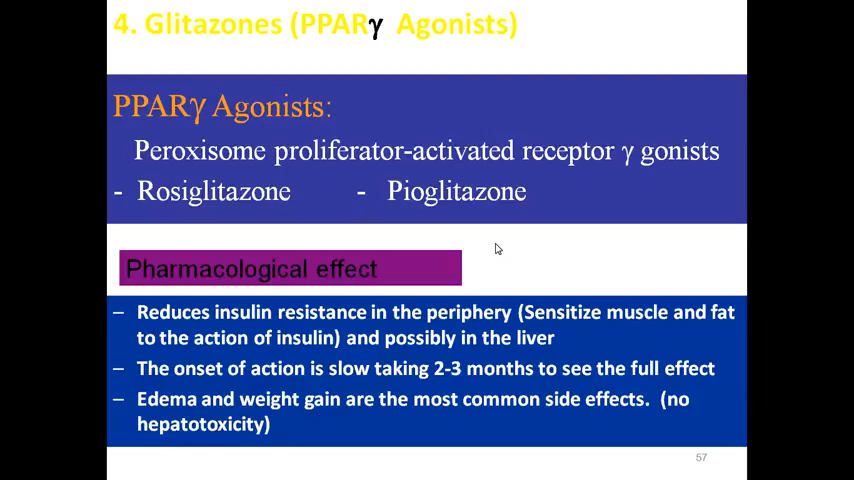 4. Glitazones (PPARγ Agonists)
PPARγ Agonists:
Peroxisome proliferator-activated receptor γ gonists
- Rosiglitazone - Pioglitazone
Pharmacological effect
– Reduces insulin resistance in the periphery (Sensitize muscle and fat
to the action of insulin) and possibly in the liver
– The onset of action is slow taking 2-3 months to see the full effect
– Edema and weight gain are the most common side effects. (no
hepatotoxicity)
57